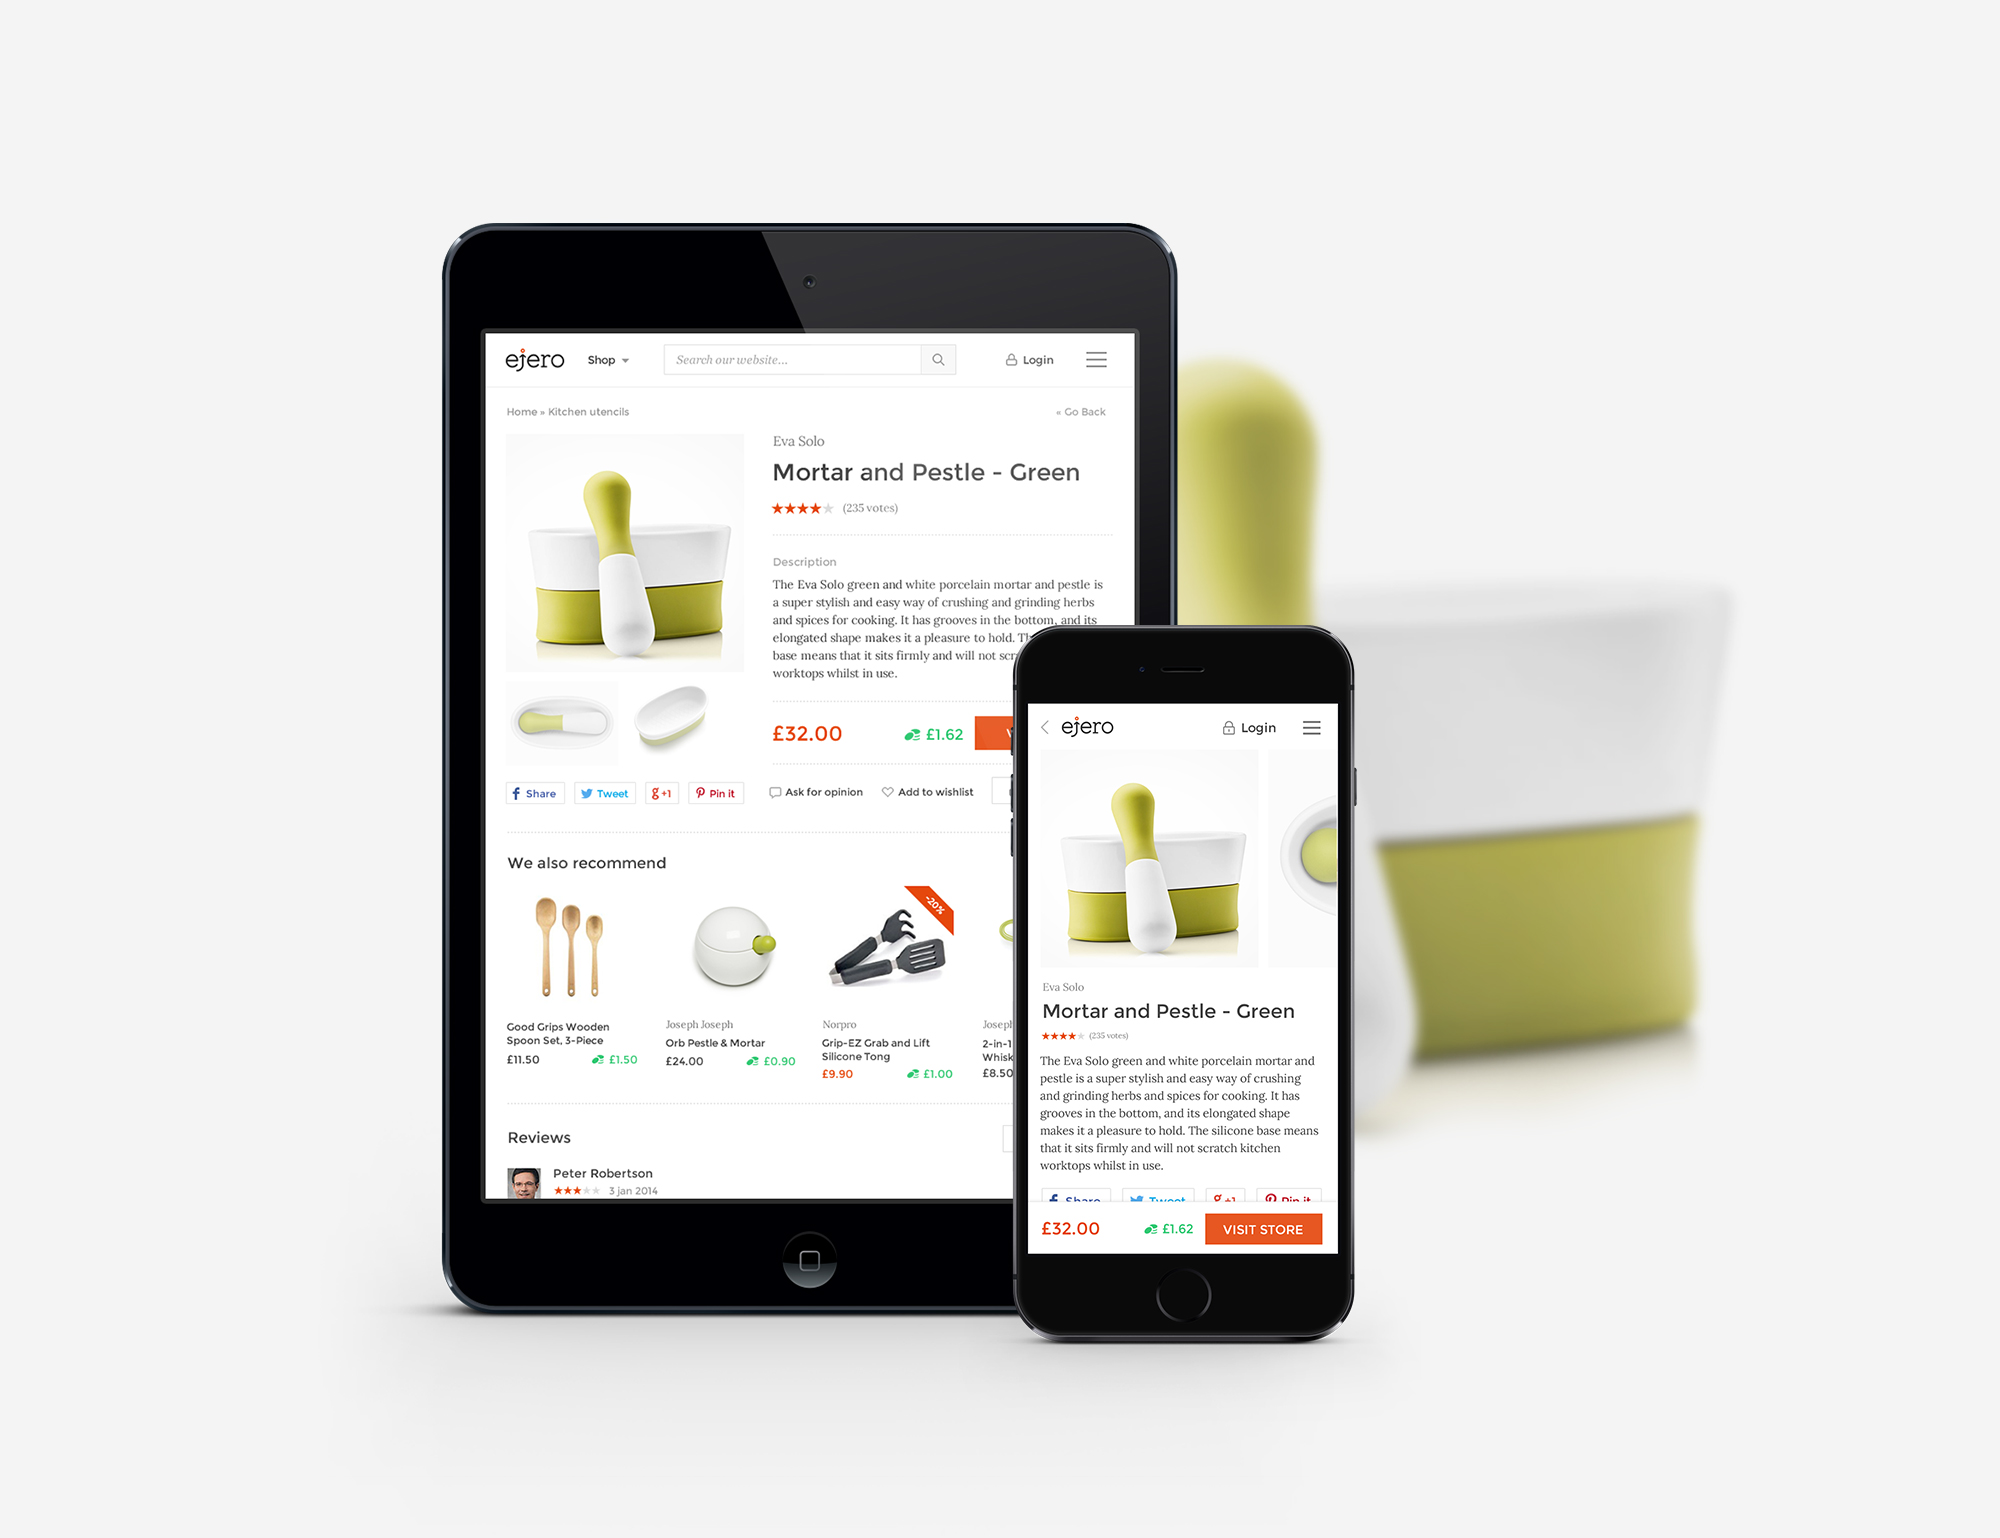 ejero
Shop
Search our website...
Login
Home » Kitchen utencils
« Go Back
Eva Solo
Mortar and Pestle - Green
(235 votes)
Description
The Eva Solo green and white porcelain mortar and pestle is
a super stylish and easy way of crushing and grinding herbs
and spices for cooking. It has grooves in the bottom, and its
elongated shape makes it a pleasure to hold.
base means that it sits firmly and will not
worktops whilst in use.
£32.00
£1.62
Share
Tweet
g+1
Pin it
Ask for opinion
Add to wishlist
We also recommend
-20%
Good Grips Wooden
Spoon Set, 3-Piece
£11.50
£1.50
Joseph Joseph
Orb Pestle & Mortar
£24.00
£0.90
Norpro
Grip-EZ Grab and Lift
Silicone Tong
£9.90
£1.00
2-in-1
£8.50
Reviews
Peter Robertson
3 jan 2014
ejero
Login
Eva Solo
Mortar and Pestle - Green
(235 votes)
The Eva Solo green and white porcelain mortar and
pestle is a super stylish and easy way of crushing
and grinding herbs and spices for cooking. It has
grooves in the bottom, and its elongated shape
makes it a pleasure to hold. The silicone base means
that it sits firmly and will not scratch kitchen
worktops whilst in use.
Share
Tweet
g+1
Pin it
£32.00
£1.62
VISIT STORE